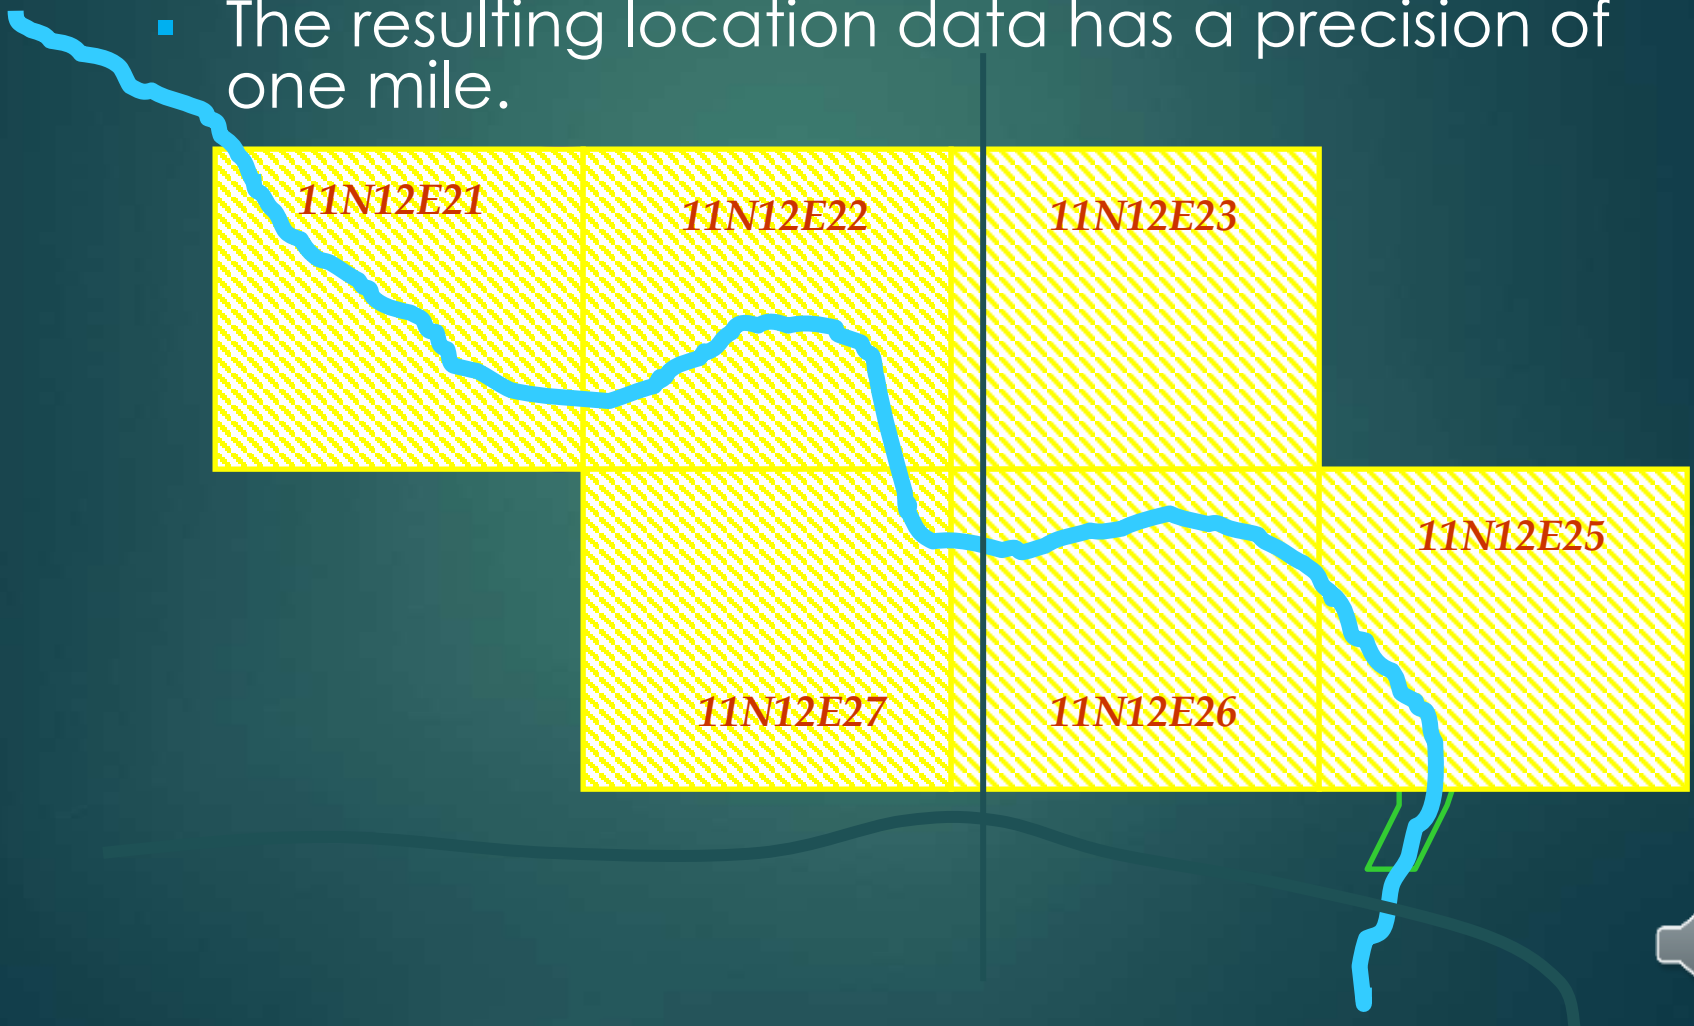 The resulting location data has a precision of
one mile.
11N12E21
11N12E22
11N12E23
11N12E25
11N12E27
11N12E26